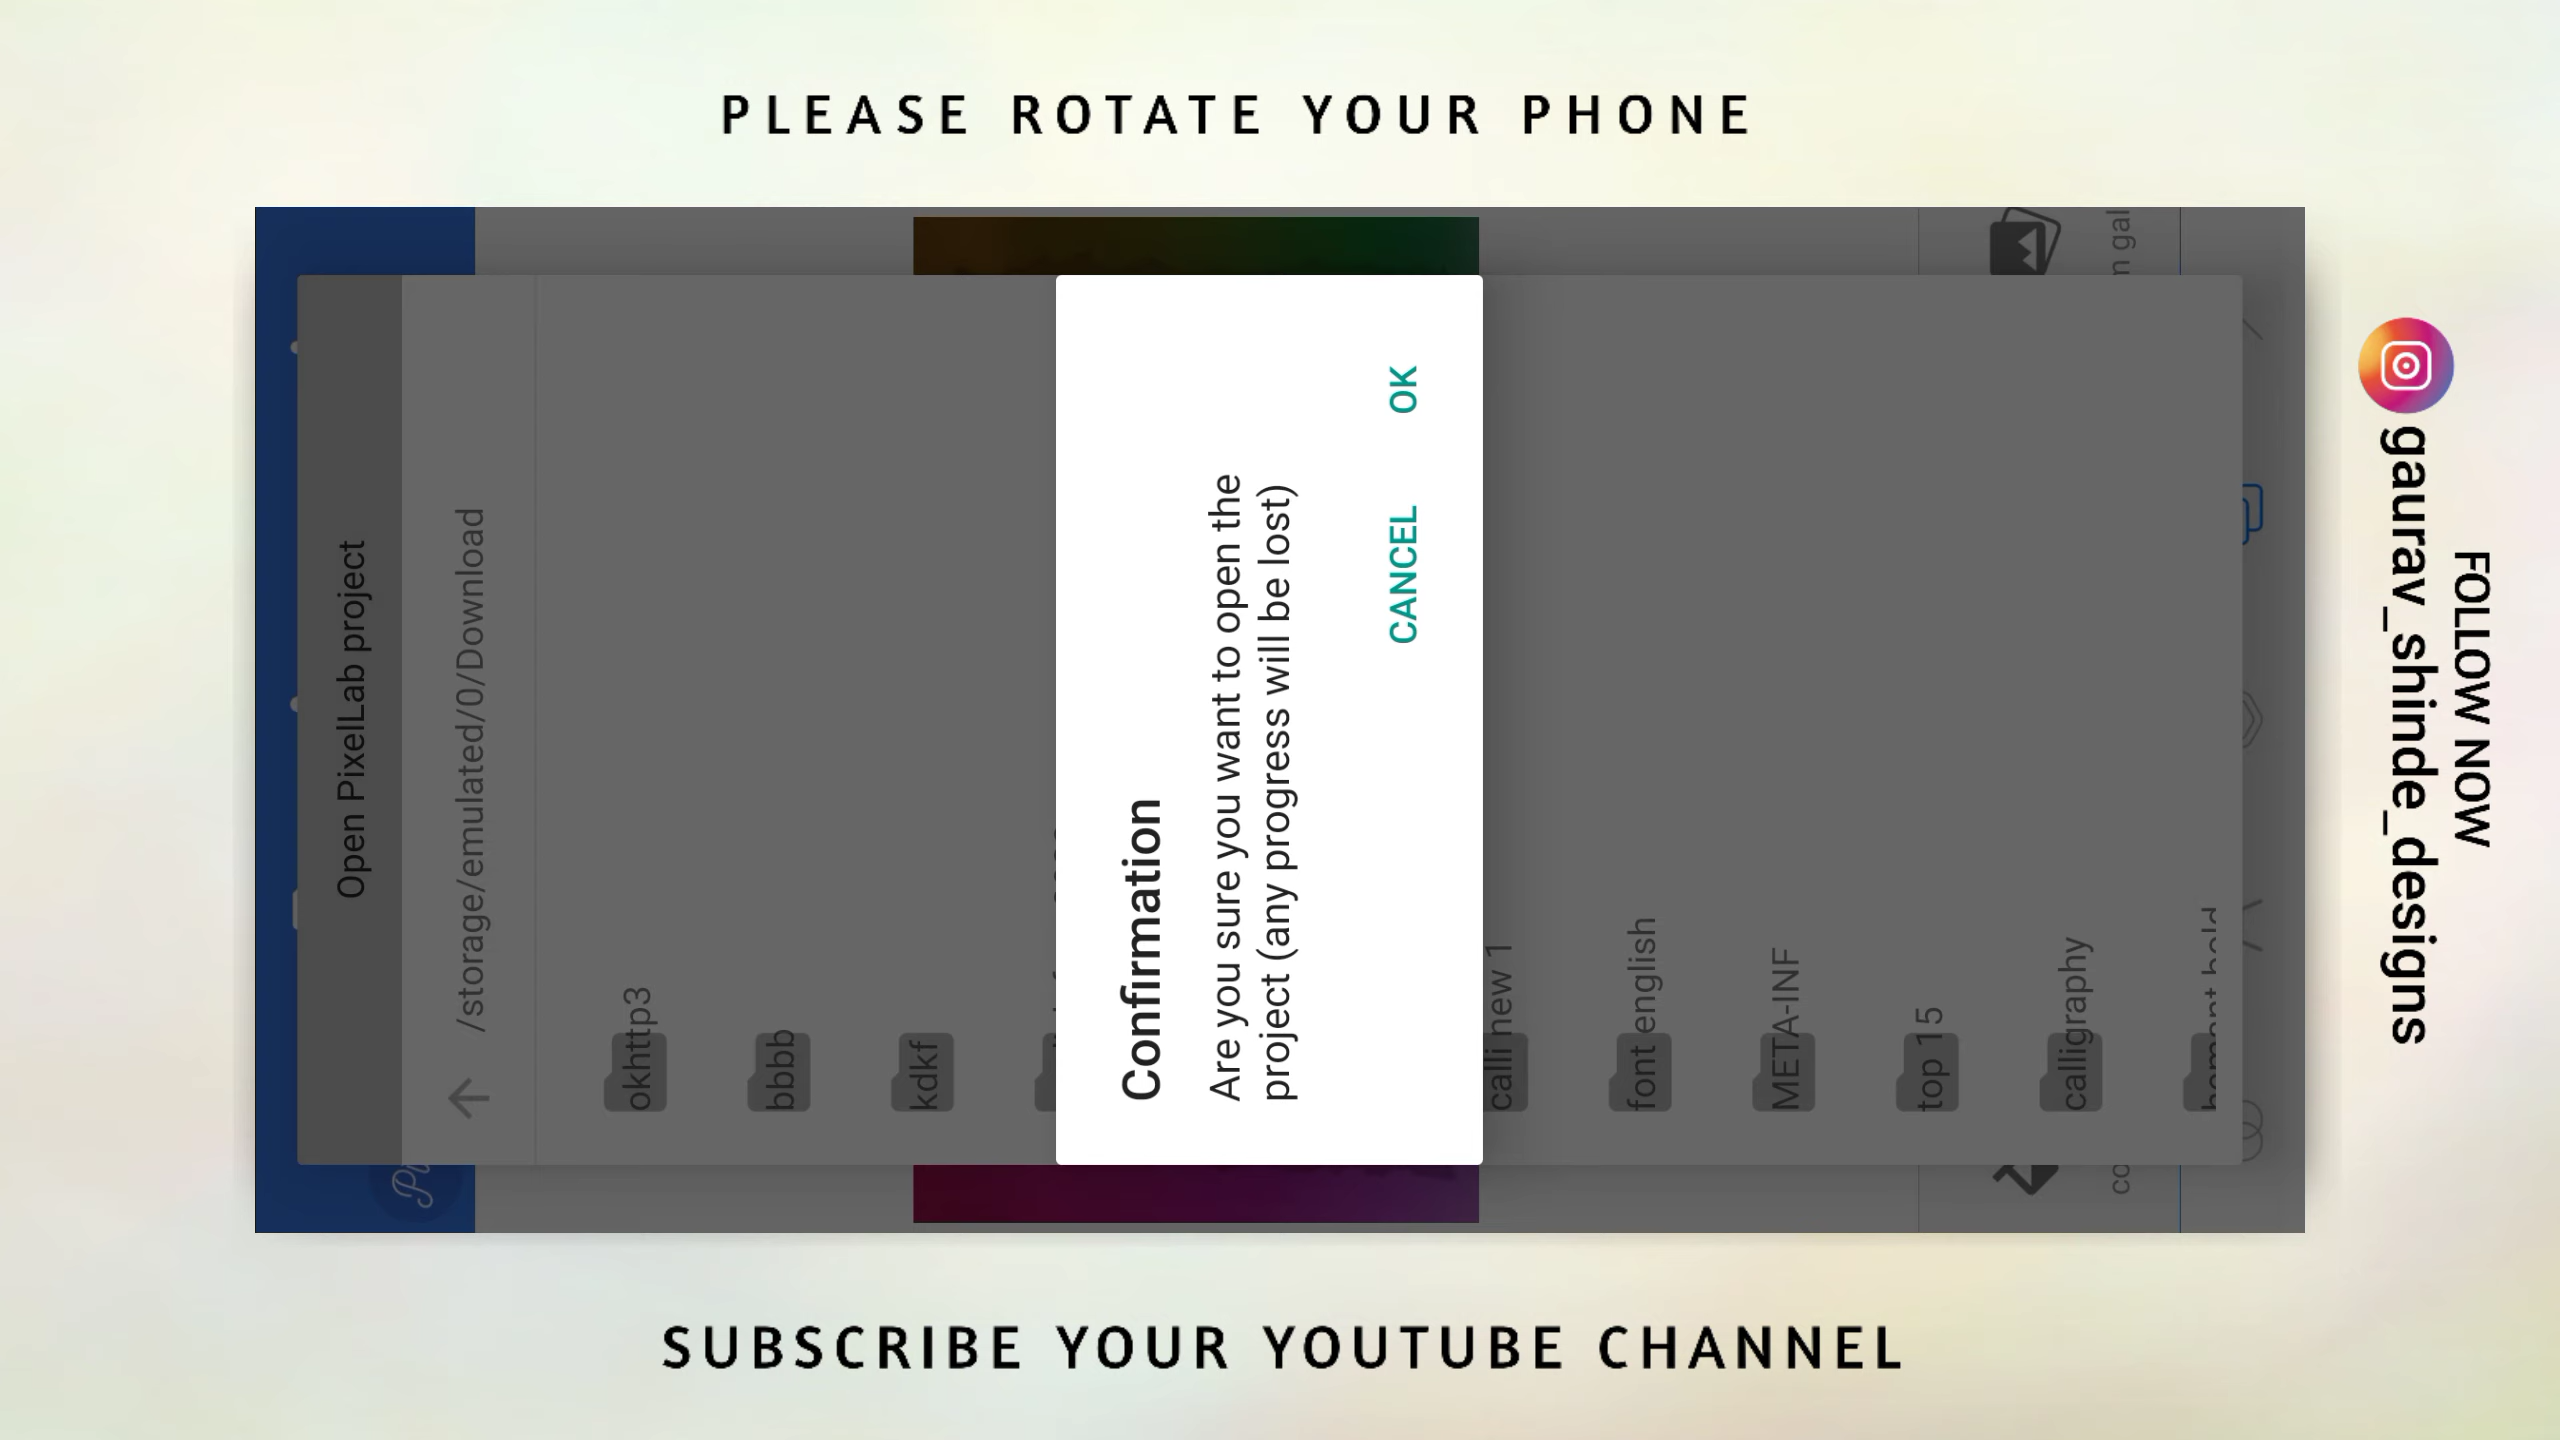 PLEASE ROTATE YOUR PHONE
Open PixelLab project
/storage/emulated/0/Download
okhttp3
bbbb
kdkf
Confirmation
Are you sure you want to open the
project (any progress will be lost)
CANCEL OK
calli new 1
font english
META-INF
top 15
calligraphy
FOLLOW NOW
gaurav_shinde_designs
SUBSCRIBE YOUR YOUTUBE CHANNEL